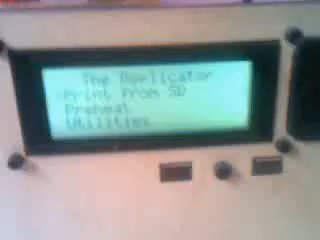 The Replicator
Print from SD
Preheat
Utilities